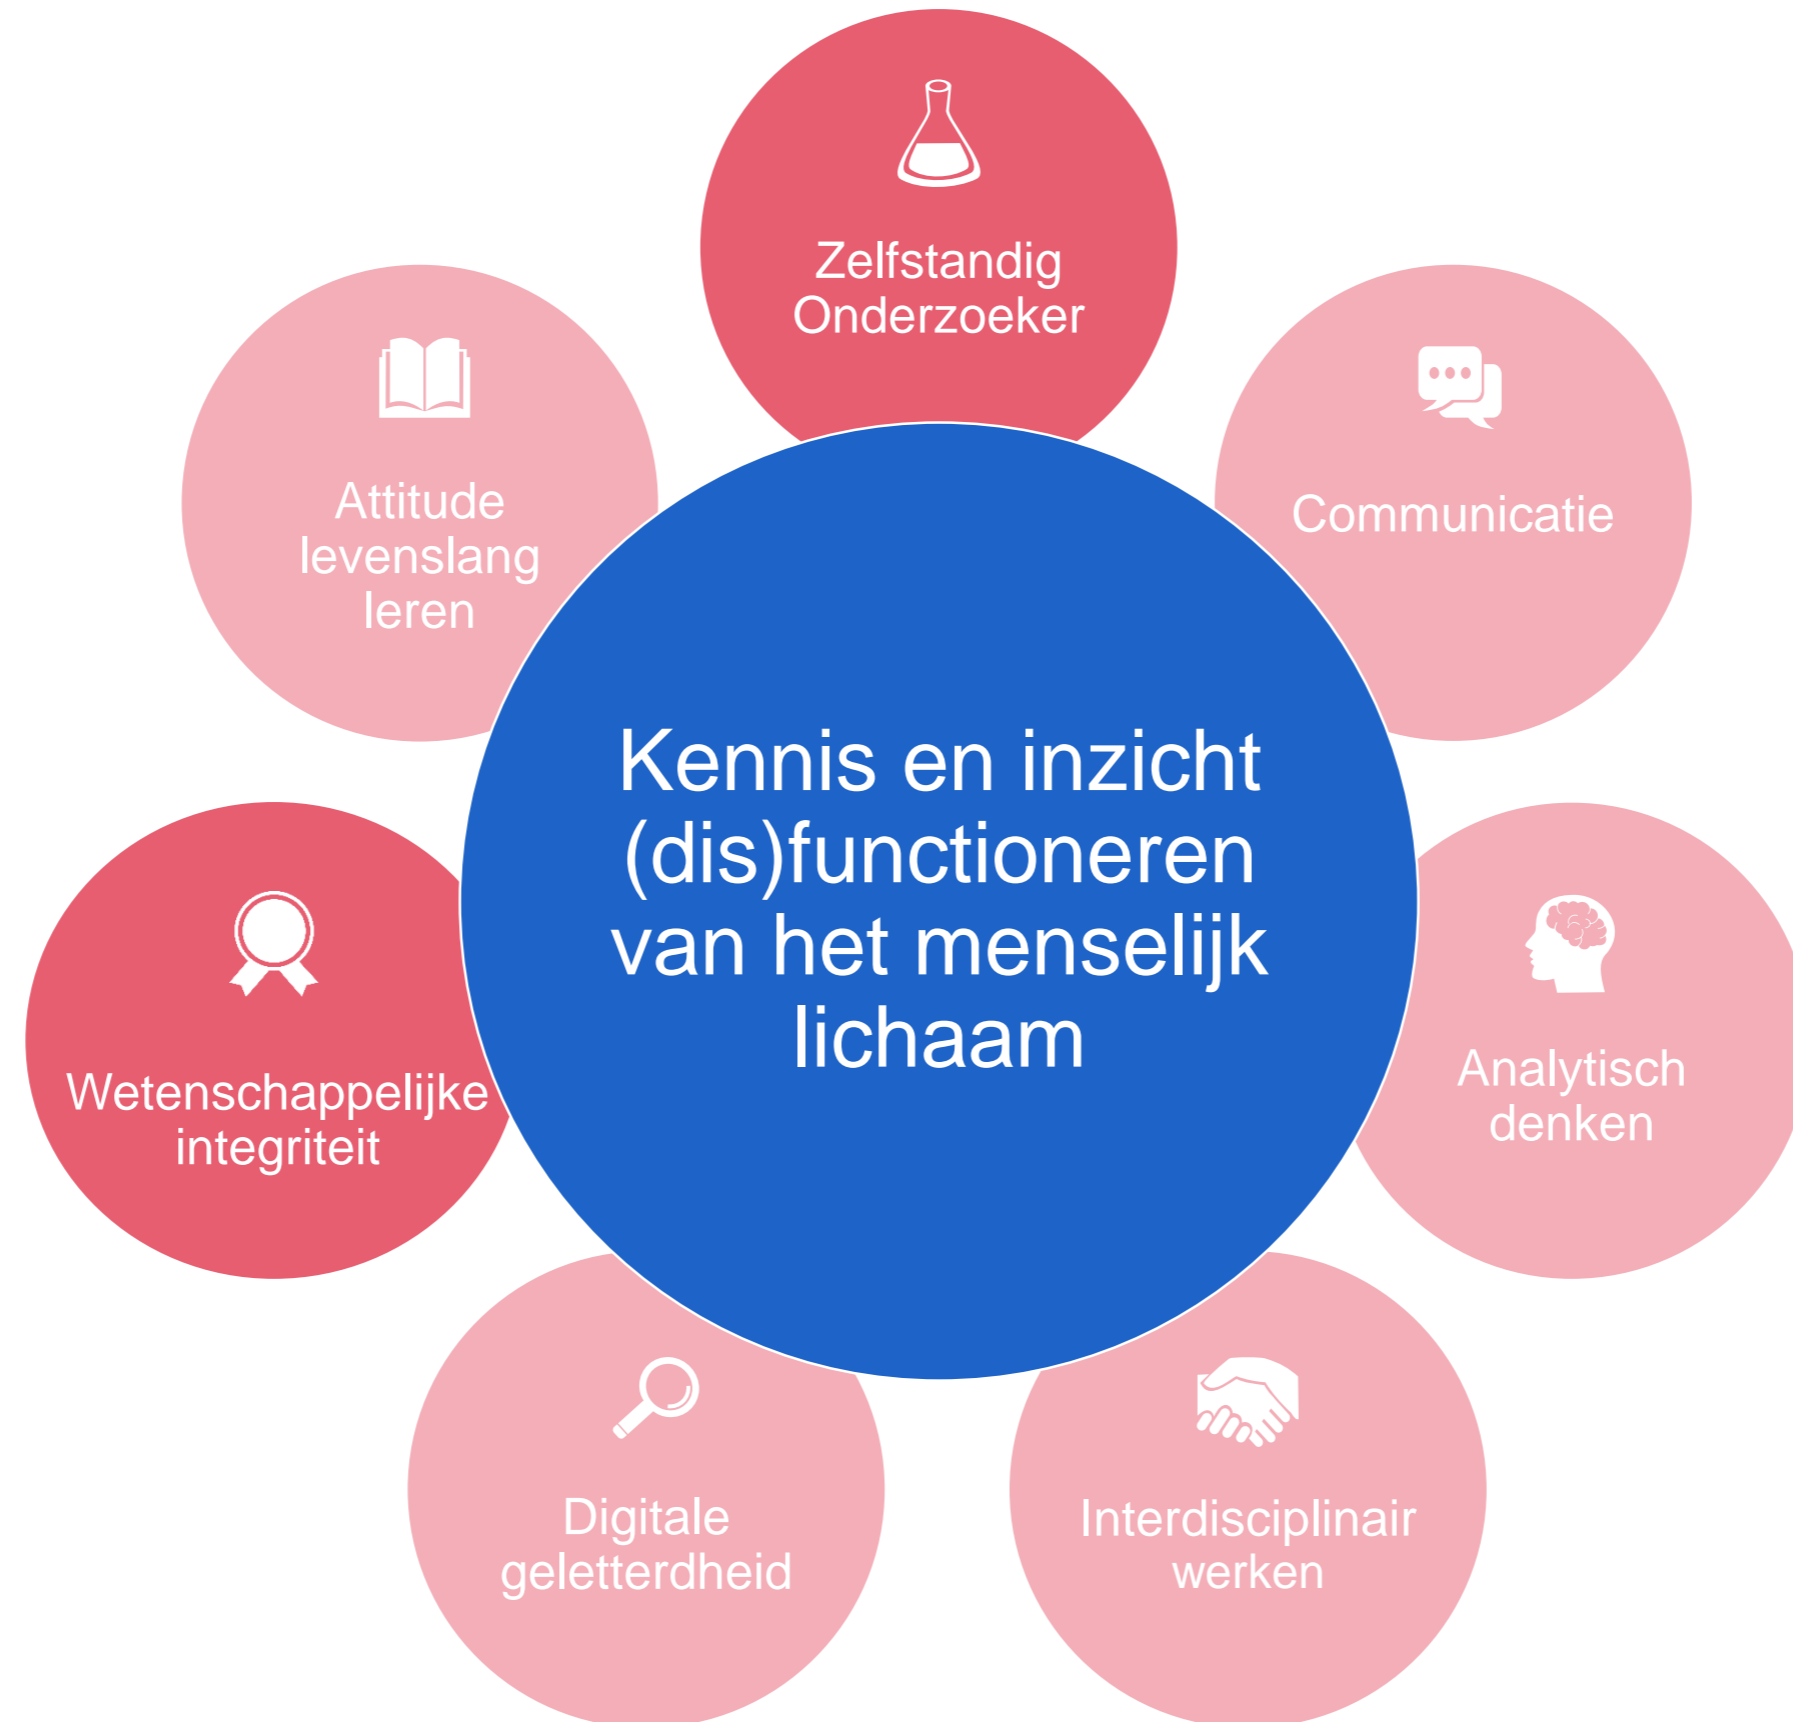 Zelfstandig
Onderzoeker
Communicatie
Analytisch
denken
Interdisciplinair
werken
Digitale
geletterdheid
Wetenschappelijke
integriteit
Attitude
levenslang
leren
Kennis en inzicht
(dis)functioneren
van het menselijk
lichaam